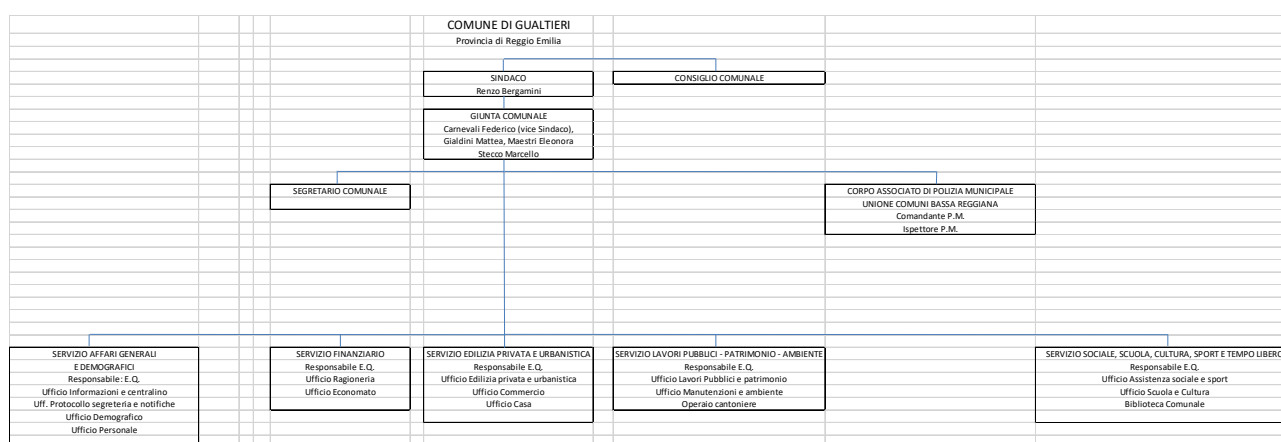 COMUNE DI GUALTIERI
Provincia di Reggio Emilia
SINDACO
Renzo Bergamini
CONSIGLIO COMUNALE
GIUNTA COMUNALE
Carnevali Federico (vice Sindaco),
Gialdini Mattea, Maestri Eleonora
Stecco Marcello
SEGRETARIO COMUNALE
CORPO ASSOCIATO DI POLIZIA MUNICIPALE
UNIONE COMUNI BASSA REGGIANA
Comandante P.M.
Ispettore P.M.
SERVIZIO AFFARI GENERALI
E DEMOGRAFICI
Responsabile: E.Q.
Ufficio Informazioni e centralino
Uff. Protocollo segreteria e notifiche
Ufficio Demografico
Ufficio Personale
SERVIZIO FINANZIARIO
Responsabile E.Q.
Ufficio Ragioneria
Ufficio Economato
SERVIZIO EDILIZIA PRIVATA E URBANISTICA
Responsabile E.Q.
Ufficio Edilizia privata e urbanistica
Ufficio Commercio
Ufficio Casa
SERVIZIO LAVORI PUBBLICI - PATRIMONIO - AMBIENTE
Responsabile E.Q.
Ufficio Lavori Pubblici e patrimonio
Ufficio Manutenzioni e ambiente
Operaio cantoniere
SERVIZIO SOCIALE, SCUOLA, CULTURA, SPORT E TEMPO LIBERO
Responsabile E.Q.
Ufficio Assistenza sociale e sport
Ufficio Scuola e Cultura
Biblioteca Comunale